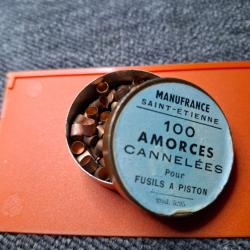 MANUFRANCE
SAINT-ETIENNE
100
AMORCES
CANNELÉES
Pour
FUSILS A PISTON